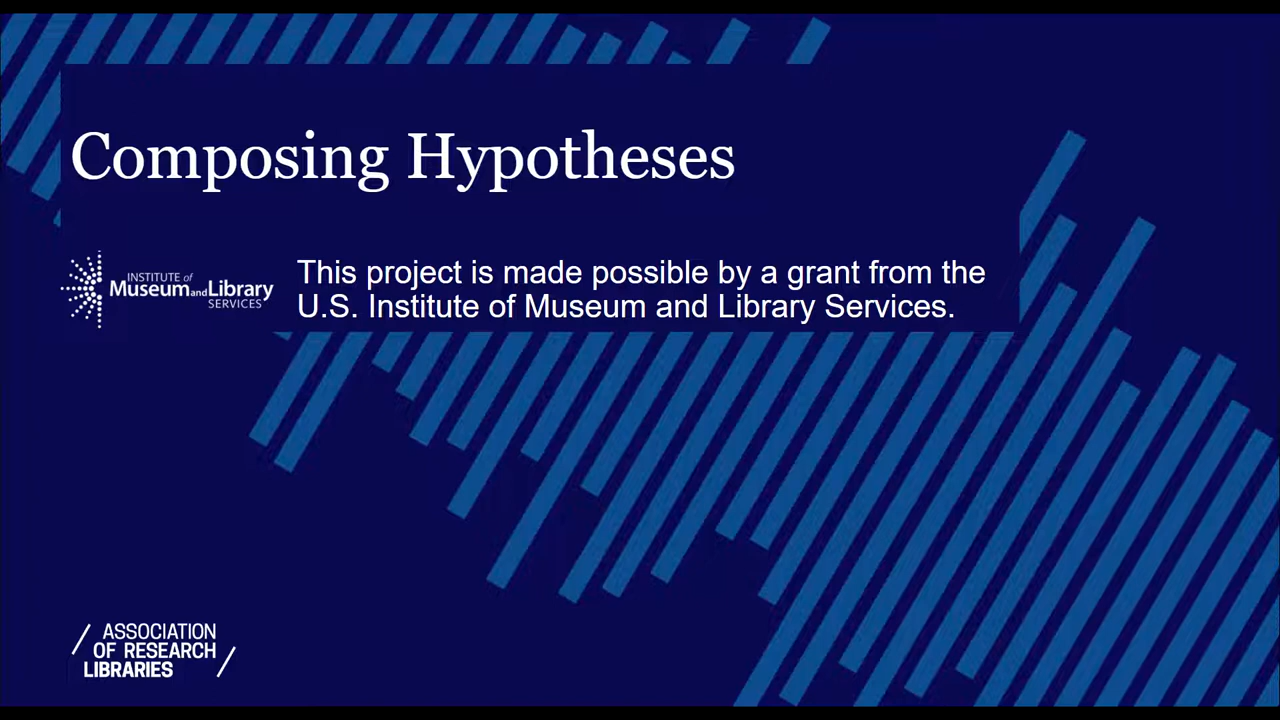 Composing Hypotheses
INSTITUTE of
Museum and Library
SERVICES
This project is made possible by a grant from the
U.S. Institute of Museum and Library Services.
ASSOCIATION
OF RESEARCH
LIBRARIES